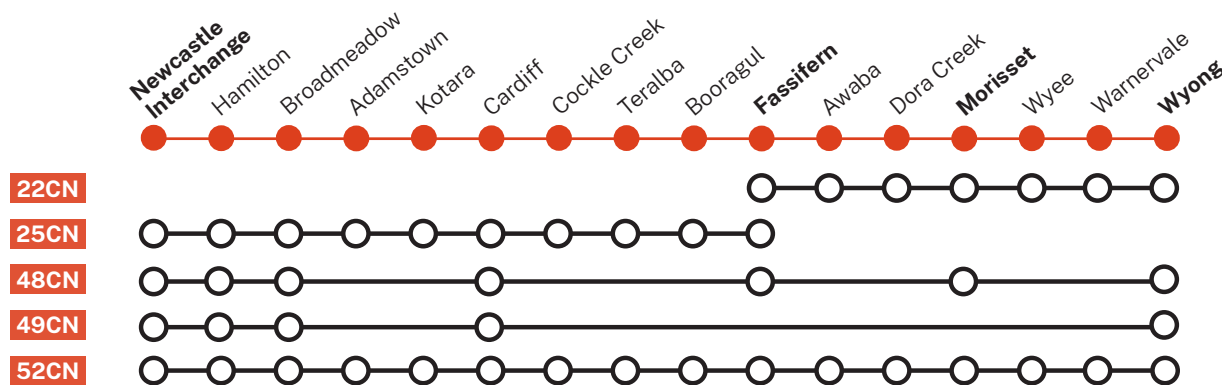 Newcastle
Interchange
Hamilton
Broadmeadow
Adamstown
Kotara
Cardiff
Cockle Creek
Teralba
Booragul
Fassifern
Awaba
Dora Creek
Morisset
Wyee
Warnervale
Wyong
22CN
25CN
48CN
49CN
52CN